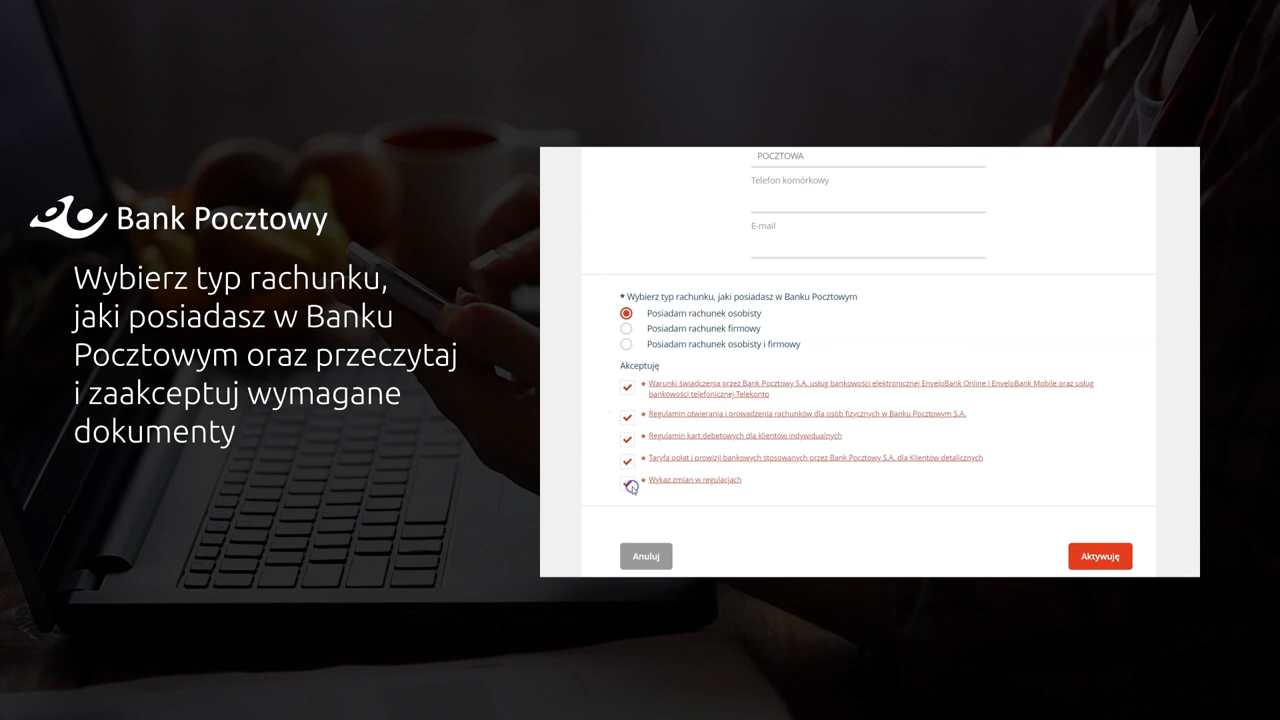 Bank Pocztowy
Wybierz typ rachunku,
jaki posiadasz w Banku
Pocztowym oraz przeczytaj
i zaakceptuj wymagane
dokumenty
POCZTOWA
Telefon komórkowy
E-mail
* Wybierz typ rachunku, jaki posiadasz w Banku Pocztowym
Posiadam rachunek osobisty
Posiadam rachunek firmowy
Posiadam rachunek osobisty i firmowy
Akceptuję
* Warunki świadczenia przez Bank Pocztowy S.A. usług bankowości elektronicznej EnveloBank Online i EnveloBank Mobile oraz usług
bankowości telefonicznej Telekonto
* Regulamin otwierania i prowadzenia rachunków dla osób fizycznych w Banku Pocztowym S.A.
* Regulamin kart debetowych dla klientów indywidualnych
* Taryfa opłat i prowizji bankowych stosowanych przez Bank Pocztowy S.A. dla Klientów detalicznych
* Wykaz zmian w regulacjach
Anuluj
Aktywuję